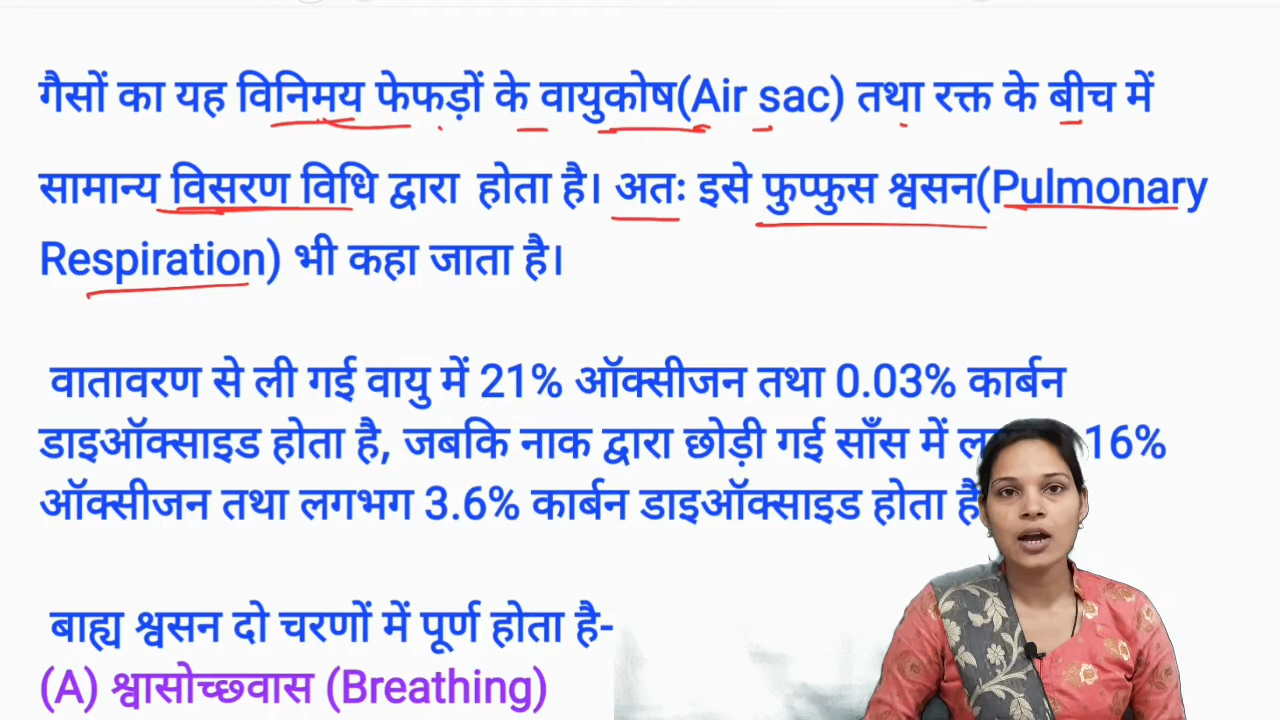 गैसों का यह विनिमय फेफड़ों के वायुकोष(Air sac) तथा रक्त के बीच में
सामान्य विसरण विधि द्वारा होता है। अतः इसे फुप्फुस श्वसन(Pulmonary
Respiration) भी कहा जाता है।
वातावरण से ली गई वायु में 21% ऑक्सीजन तथा 0.03% कार्बन
डाइऑक्साइड होता है, जबकि नाक द्वारा छोड़ी गई साँस में 16%
ऑक्सीजन तथा लगभग 3.6% कार्बन डाइऑक्साइड होता है
बाह्य श्वसन दो चरणों में पूर्ण होता है-
(A) श्वासोच्छवास (Breathing)